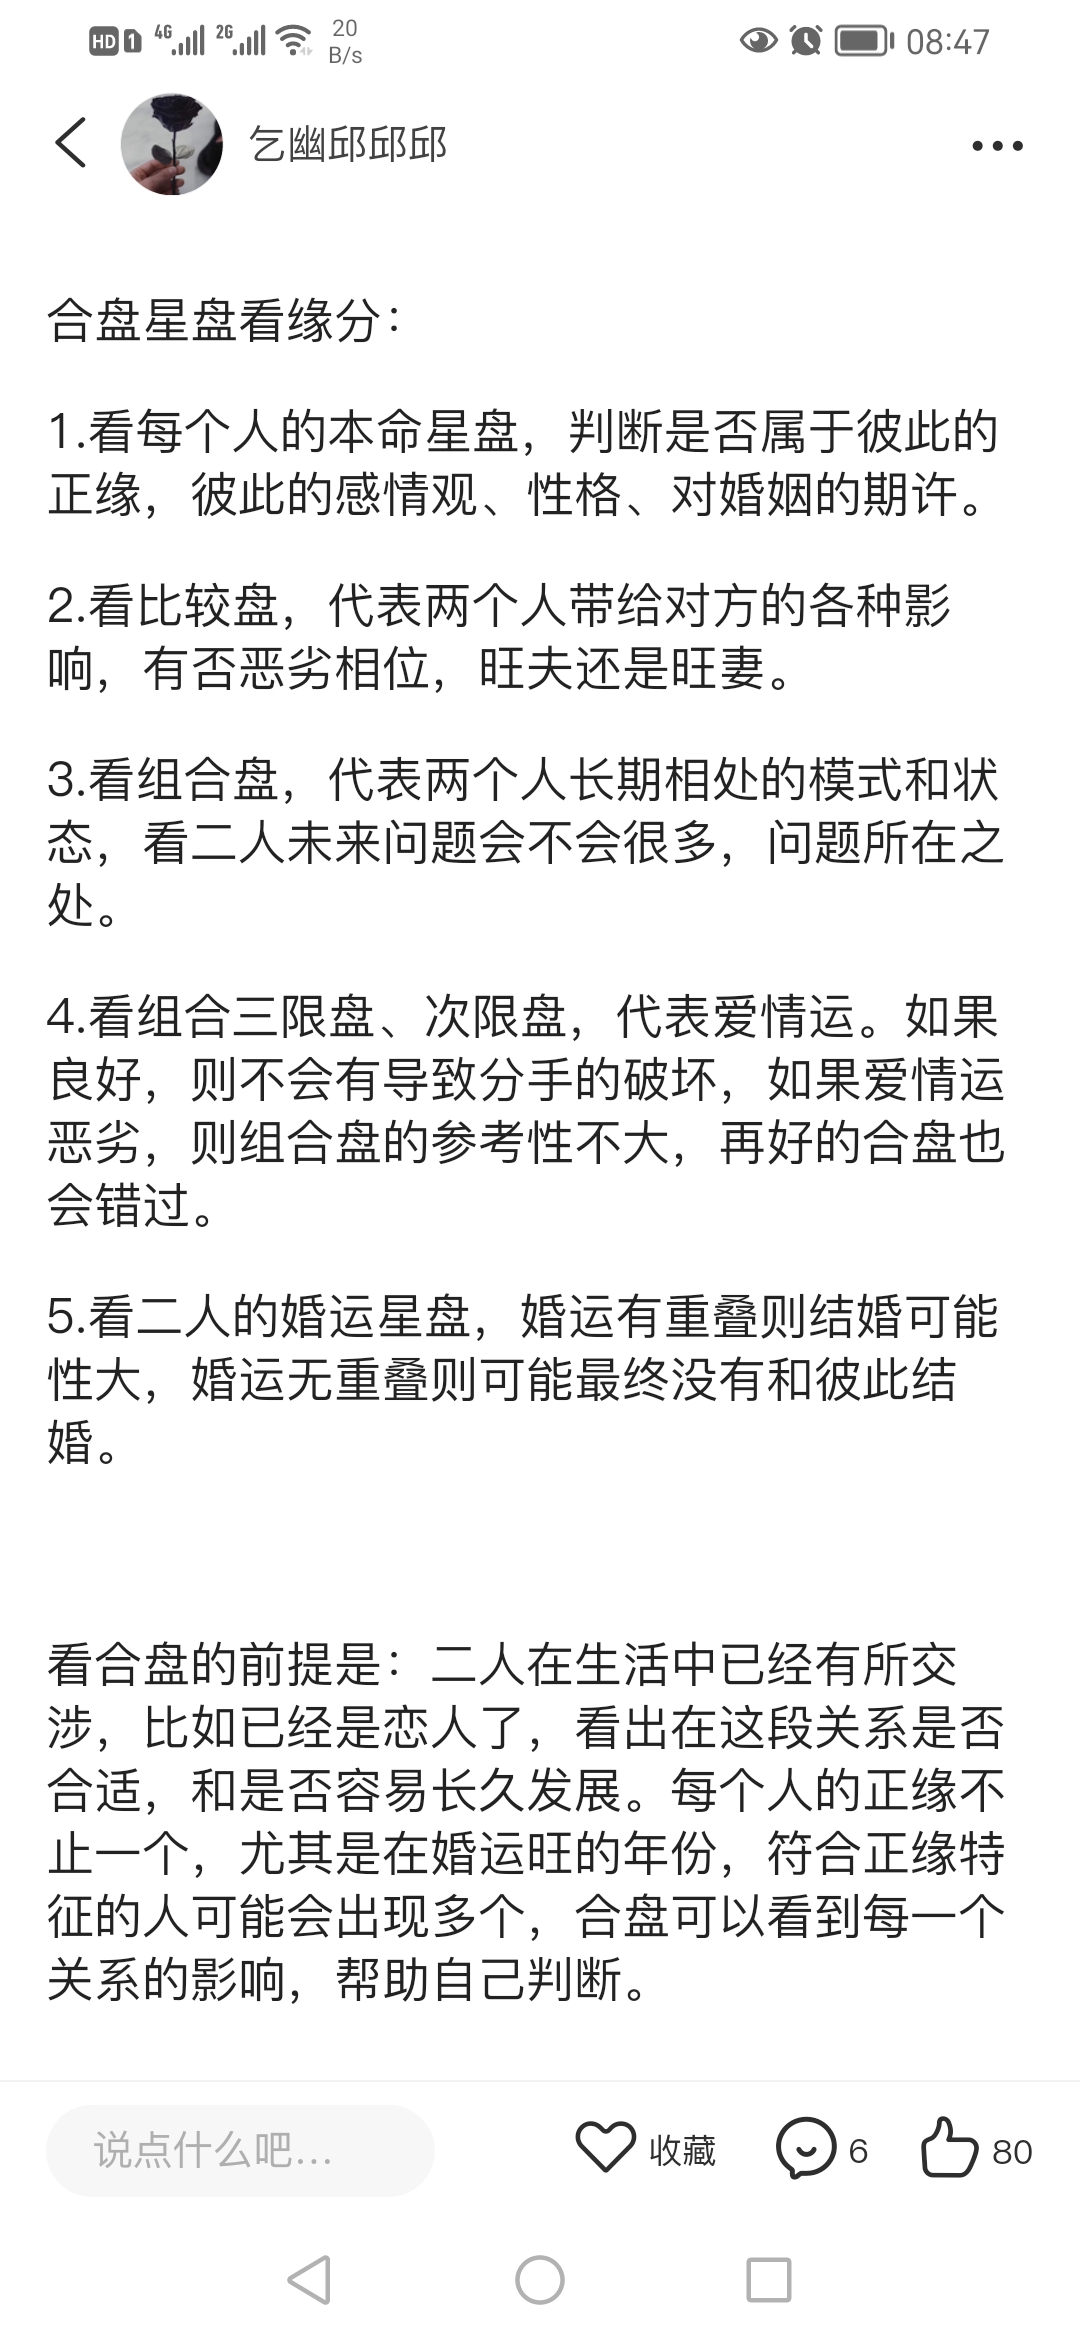 HD 1 4G 2G 20 B/s 08:47
乞幽邱邱邱
合盘星盘看缘分：
1.看每个人的本命星盘，判断是否属于彼此的
正缘，彼此的感情观、性格、对婚姻的期许。
2.看比较盘，代表两个人带给对方的各种影
响，有否恶劣相位，旺夫还是旺妻。
3.看组合盘，代表两个人长期相处的模式和状
态，看二人未来问题会不会很多，问题所在之
处。
4.看组合三限盘、次限盘，代表爱情运。如果
良好，则不会有导致分手的破坏，如果爱情运
恶劣，则组合盘的参考性不大，再好的合盘也
会错过。
5.看二人的婚运星盘，婚运有重叠则结婚可能
性大，婚运无重叠则可能最终没有和彼此结
婚。
看合盘的前提是：二人在生活中已经有所交
涉，比如已经是恋人了，看出在这段关系是否
合适，和是否容易长久发展。每个人的正缘不
止一个，尤其是在婚运旺的年份，符合正缘特
征的人可能会出现多个，合盘可以看到每一个
关系的影响，帮助自己判断。
说点什么吧... 收藏 6 80